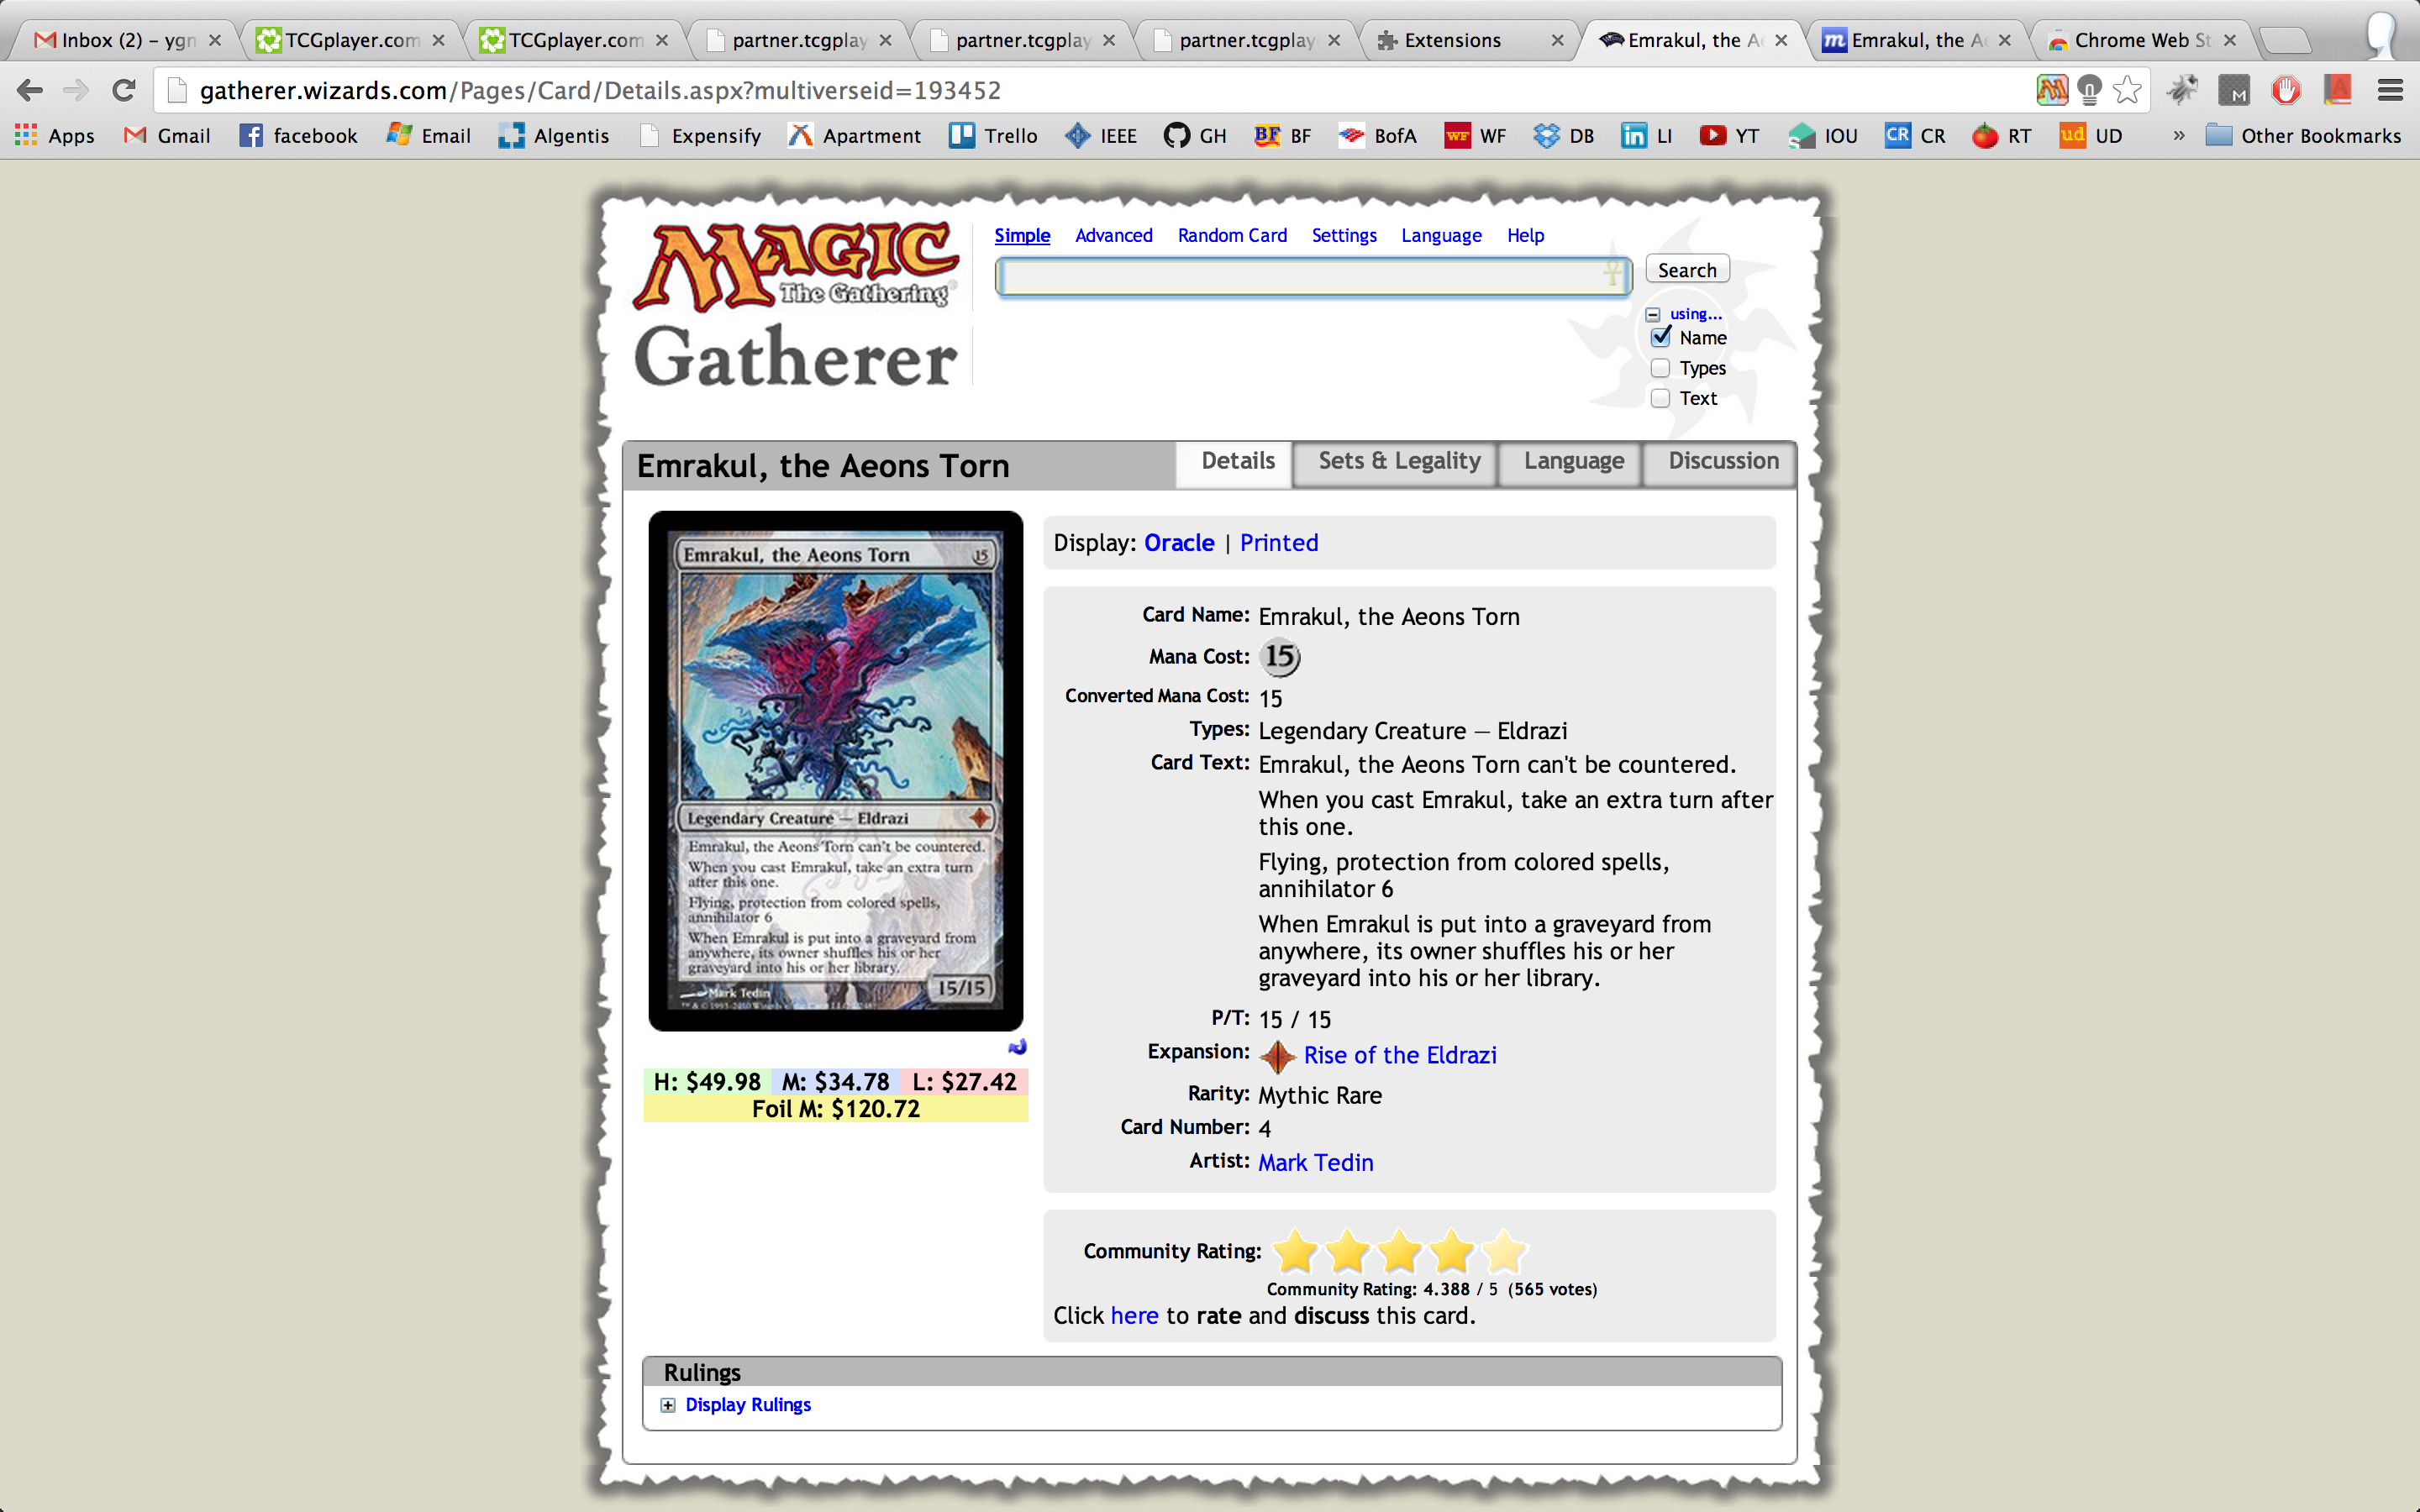 Inbox (2) – ygn
TCGplayer.com
TCGplayer.com
partner.tcgplay
partner.tcgplay
partner.tcgplay
Extensions
Emrakul, the Ae
Emrakul, the Ae
Chrome Web St
gatherer.wizards.com/Pages/Card/Details.aspx?multiverseid=193452
Apps Gmail facebook Email Algentis Expensify Apartment Trello IEEE GH BF BofA WF DB LI YT IOU CR RT UD » Other Bookmarks
MAGIC
The Gathering®
Gatherer
Simple Advanced Random Card Settings Language Help
Search
using...
Name
Types
Text
Emrakul, the Aeons Torn
Details Sets & Legality Language Discussion
Emrakul, the Aeons Torn 15
Legendary Creature — Eldrazi
Emrakul, the Aeons Torn can't be countered.
When you cast Emrakul, take an extra turn
after this one.
Flying, protection from colored spells,
annihilator 6
When Emrakul is put into a graveyard from
anywhere, its owner shuffles his or her
graveyard into his or her library.
15/15
Mark Tedin
H: $49.98 M: $34.78 L: $27.42
Foil M: $120.72
Display: Oracle | Printed
Card Name: Emrakul, the Aeons Torn
Mana Cost: 15
Converted Mana Cost: 15
Types: Legendary Creature — Eldrazi
Card Text: Emrakul, the Aeons Torn can't be countered.
When you cast Emrakul, take an extra turn after
this one.
Flying, protection from colored spells,
annihilator 6
When Emrakul is put into a graveyard from
anywhere, its owner shuffles his or her
graveyard into his or her library.
P/T: 15 / 15
Expansion: Rise of the Eldrazi
Rarity: Mythic Rare
Card Number: 4
Artist: Mark Tedin
Community Rating:
Community Rating: 4.388 / 5 (565 votes)
Click here to rate and discuss this card.
Rulings
Display Rulings